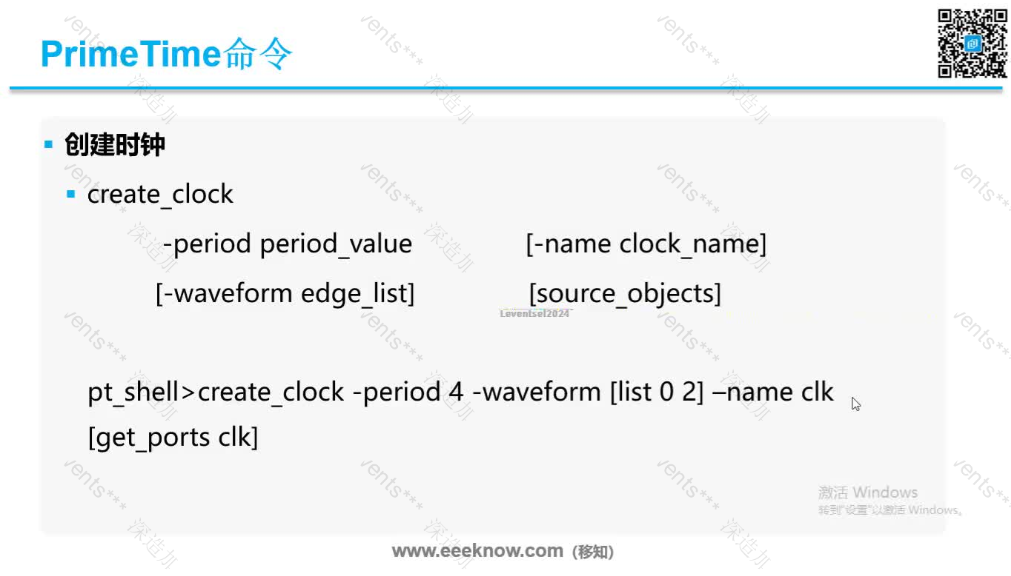 PrimeTime命令
创建时钟
create_clock
-period period_value [-name clock_name]
[-waveform edge_list] [source_objects]
Leventsel2024
pt_shell>create_clock -period 4 -waveform [list 0 2] –name clk
[get_ports clk]
激活 Windows
转到"设置"以激活 Windows。
www.eeeknow.com（移知）